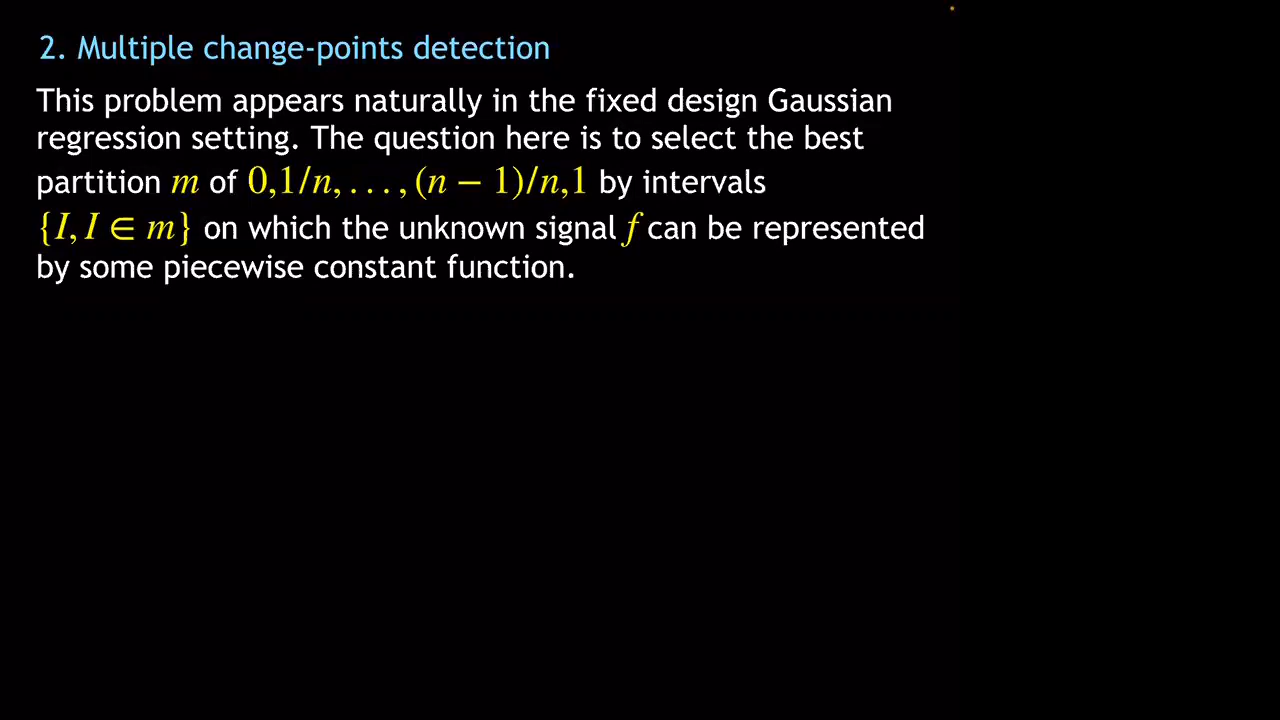 2. Multiple change-points detection
This problem appears naturally in the fixed design Gaussian
regression setting. The question here is to select the best
partition m of 0,1/n, . . . , (n − 1)/n,1 by intervals
{I, I ∈ m} on which the unknown signal f can be represented
by some piecewise constant function.